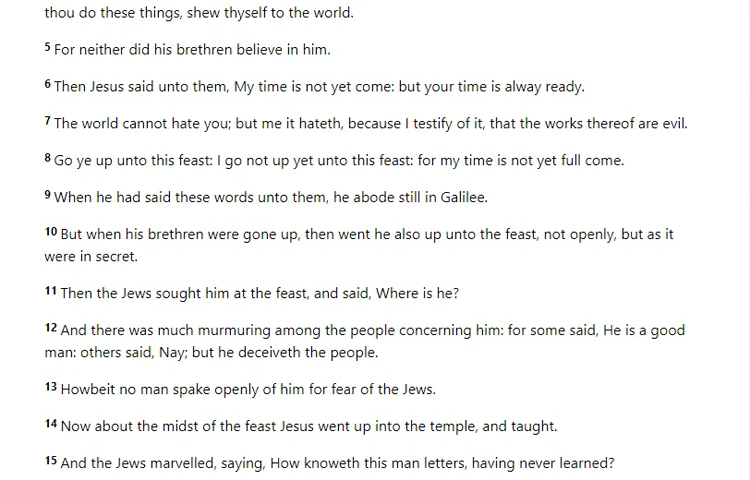 thou do these things, shew thyself to the world.
5 For neither did his brethren believe in him.
6 Then Jesus said unto them, My time is not yet come: but your time is alway ready.
7 The world cannot hate you; but me it hateth, because I testify of it, that the works thereof are evil.
8 Go ye up unto this feast: I go not up yet unto this feast: for my time is not yet full come.
9 When he had said these words unto them, he abode still in Galilee.
10 But when his brethren were gone up, then went he also up unto the feast, not openly, but as it
were in secret.
11 Then the Jews sought him at the feast, and said, Where is he?
12 And there was much murmuring among the people concerning him: for some said, He is a good
man: others said, Nay; but he deceiveth the people.
13 Howbeit no man spake openly of him for fear of the Jews.
14 Now about the midst of the feast Jesus went up into the temple, and taught.
15 And the Jews marvelled, saying, How knoweth this man letters, having never learned?